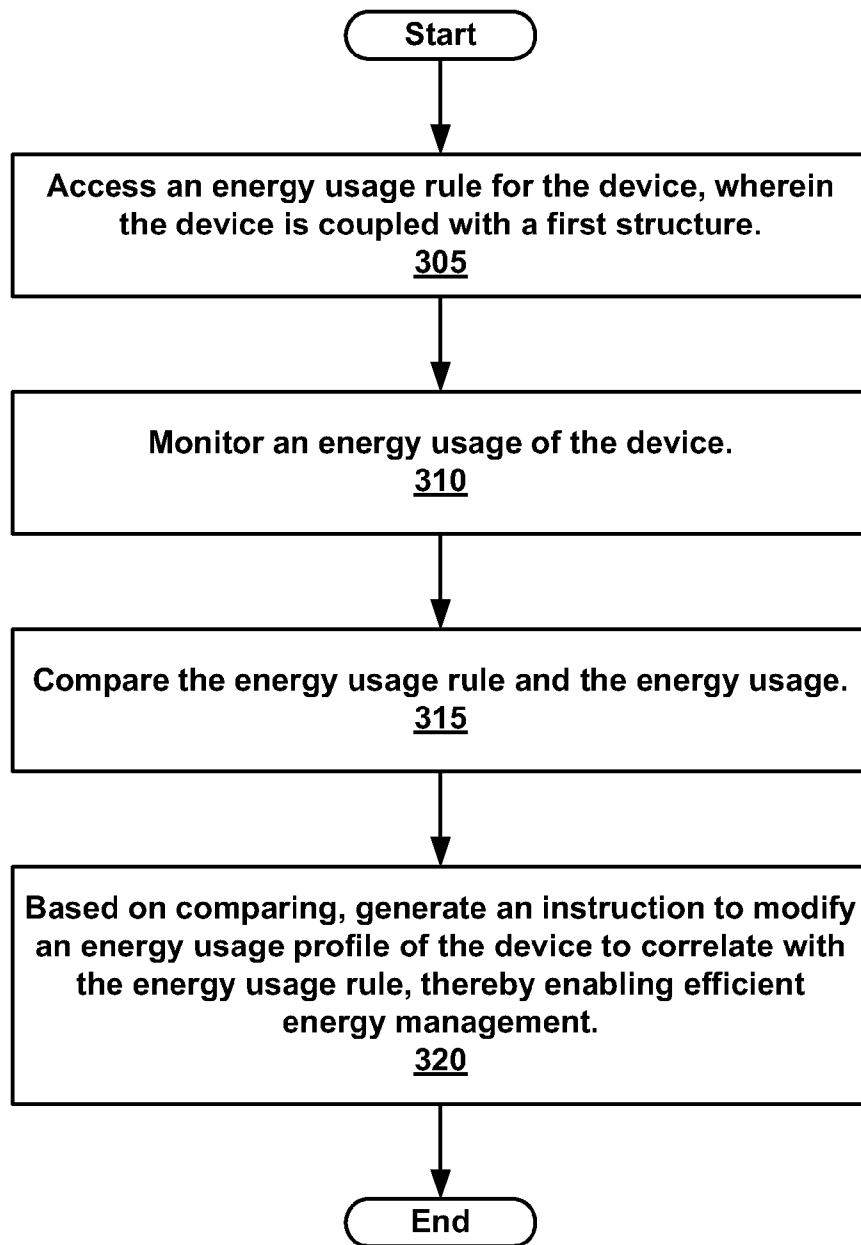 Start
Access an energy usage rule for the device, wherein
the device is coupled with a first structure.
305
Monitor an energy usage of the device.
310
Compare the energy usage rule and the energy usage.
315
Based on comparing, generate an instruction to modify
an energy usage profile of the device to correlate with
the energy usage rule, thereby enabling efficient
energy management.
320
End